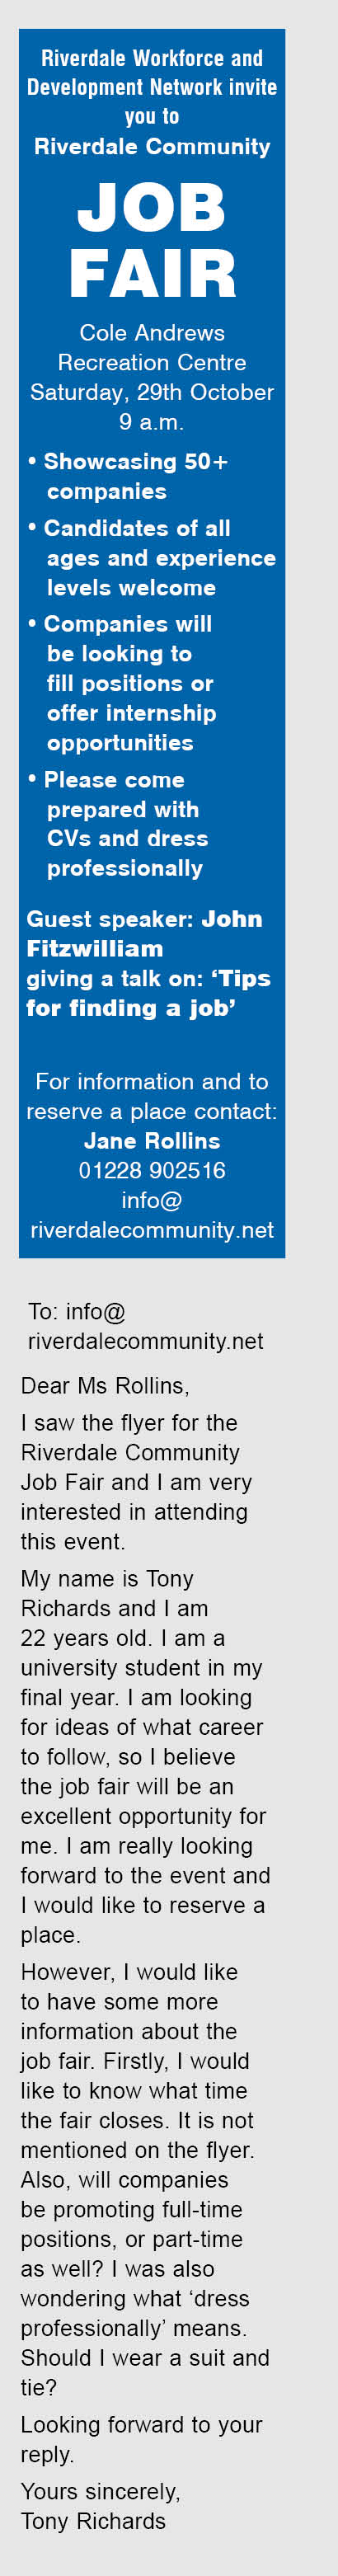 Riverdale Workforce and
Development Network invite
you to
Riverdale Community
JOB
FAIR
Cole Andrews
Recreation Centre
Saturday, 29th October
9 a.m.
• Showcasing 50+
companies
• Candidates of all
ages and experience
levels welcome
• Companies will
be looking to
fill positions or
offer internship
opportunities
• Please come
prepared with
CVs and dress
professionally
Guest speaker: John
Fitzwilliam
giving a talk on: ‘Tips
for finding a job’
For information and to
reserve a place contact:
Jane Rollins
01228 902516
info@
riverdalecommunity.net
To: info@
riverdalecommunity.net
Dear Ms Rollins,
I saw the flyer for the
Riverdale Community
Job Fair and I am very
interested in attending
this event.
My name is Tony
Richards and I am
22 years old. I am a
university student in my
final year. I am looking
for ideas of what career
to follow, so I believe
the job fair will be an
excellent opportunity for
me. I am really looking
forward to the event and
I would like to reserve a
place.
However, I would like
to have some more
information about the
job fair. Firstly, I would
like to know what time
the fair closes. It is not
mentioned on the flyer.
Also, will companies
be promoting full-time
positions, or part-time
as well? I was also
wondering what ‘dress
professionally’ means.
Should I wear a suit and
tie?
Looking forward to your
reply.
Yours sincerely,
Tony Richards